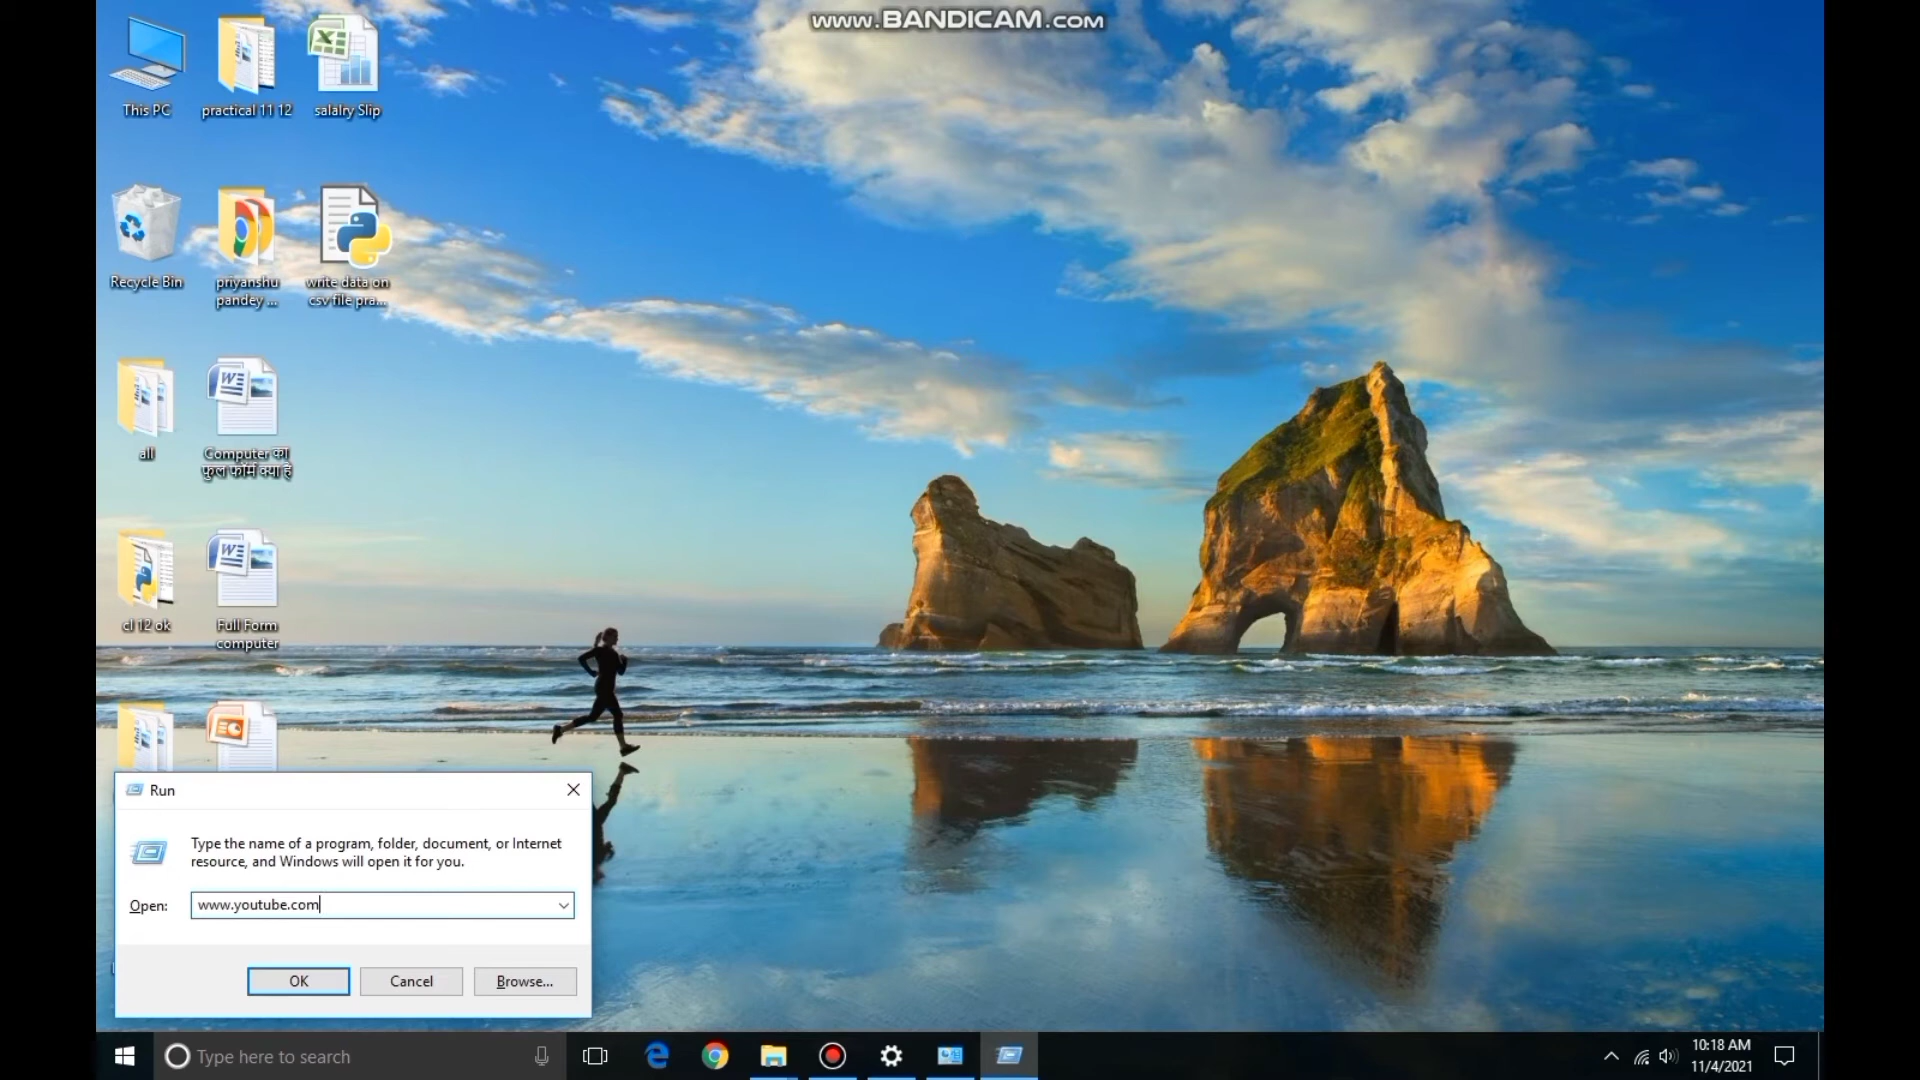 www.BANDICAM.com
This PC
practical 11 12
salalry Slip
Recycle Bin
priyanshu
pandey ...
write data on
csv file pra...
all
Computer का
फुल फॉर्म क्या है
cl 12 ok
Full Form
computer
Run
Type the name of a program, folder, document, or Internet
resource, and Windows will open it for you.
Open:
www.youtube.com
OK
Cancel
Browse...
Type here to search
10:18 AM
11/4/2021